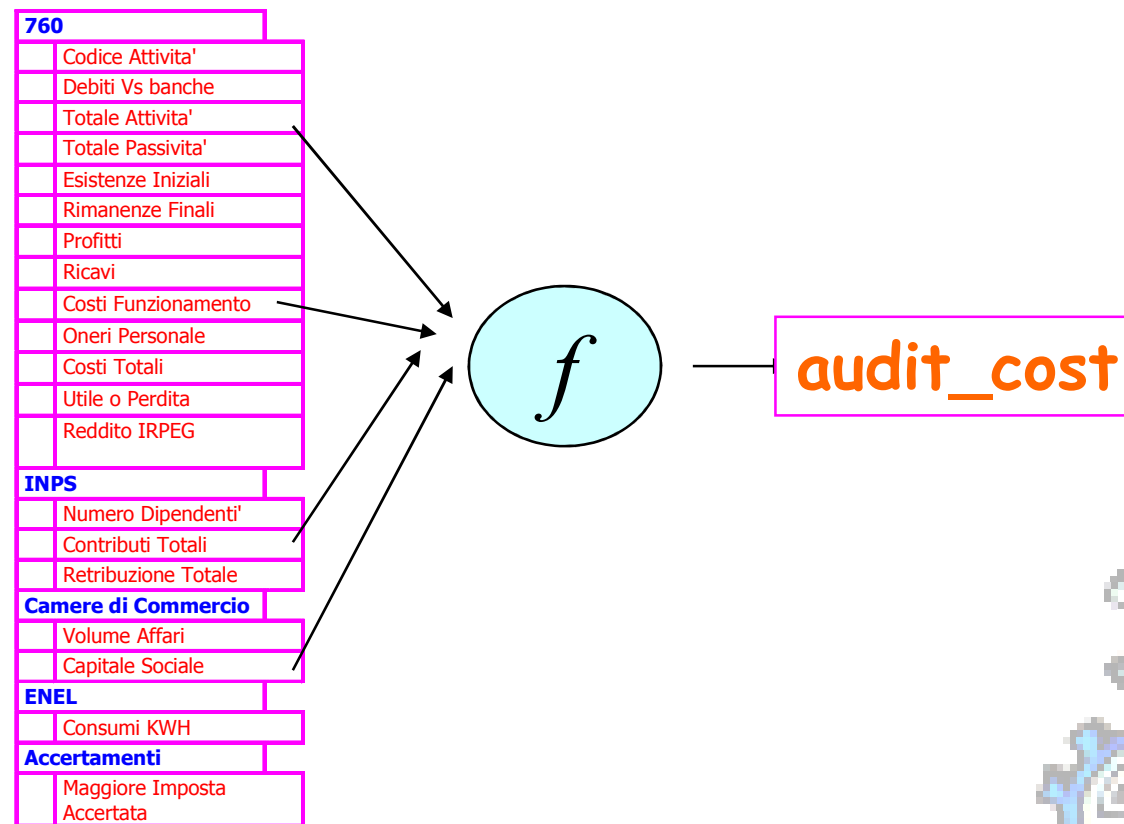 760
Codice Attivita'
Debiti Vs banche
Totale Attivita'
Totale Passivita'
Esistenze Iniziali
Rimanenze Finali
Profitti
Ricavi
Costi Funzionamento
Oneri Personale
Costi Totali
Utile o Perdita
Reddito IRPEG
INPS
Numero Dipendenti'
Contributi Totali
Retribuzione Totale
Camere di Commercio
Volume Affari
Capitale Sociale
ENEL
Consumi KWH
Accertamenti
Maggiore Imposta
Accertata
f
audit_cost